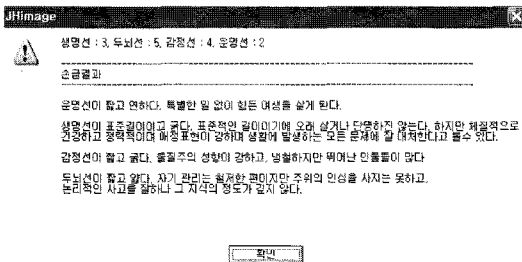 JHimage
생명선 : 3, 두뇌선 : 5, 감정선 : 4, 운명선 : 2
손금결과
운명선이 짧고 연하다. 특별한 일 없이 힘든 여생을 살게 된다.
생명선이 표준길이이고 굵다. 표준적인 길이이기에 오래 살거나 단명하진 않는다. 하지만 체질적으로
건강하고 정력적이며 애정표현이 강하며 생활에 발생하는 모든 문제에 잘 대처한다고 볼수 있다.
감정선이 짧고 굵다. 물질주의 성향이 강하고, 냉철하지만 뛰어난 인물들이 많다
두뇌선이 짧고 얇다. 자기 관리는 철저한 편이지만 주위의 인심을 사지는 못하고,
논리적인 사고를 잘하나 그 지식의 정도가 깊지 않다.
확인